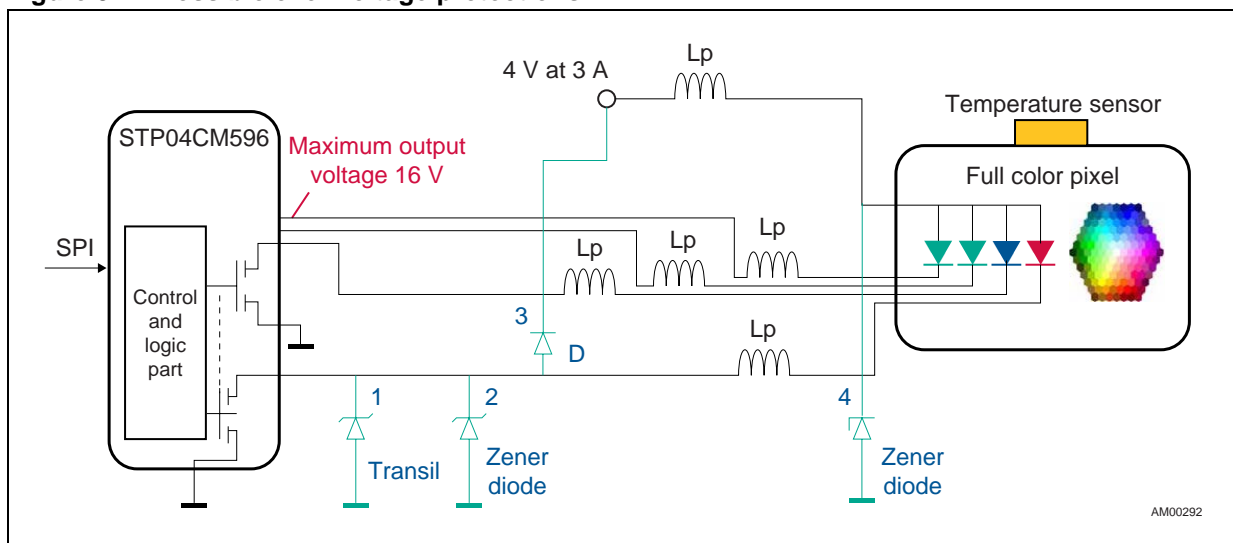 Lp
4 V at 3 A
Temperature sensor
STP04CM596
Maximum output
voltage 16 V
Full color pixel
SPI
Lp
Lp
Lp
Control
and
logic
part
3
D
Lp
1
2
4
Transil
Zener
diode
Zener
diode
AM00292